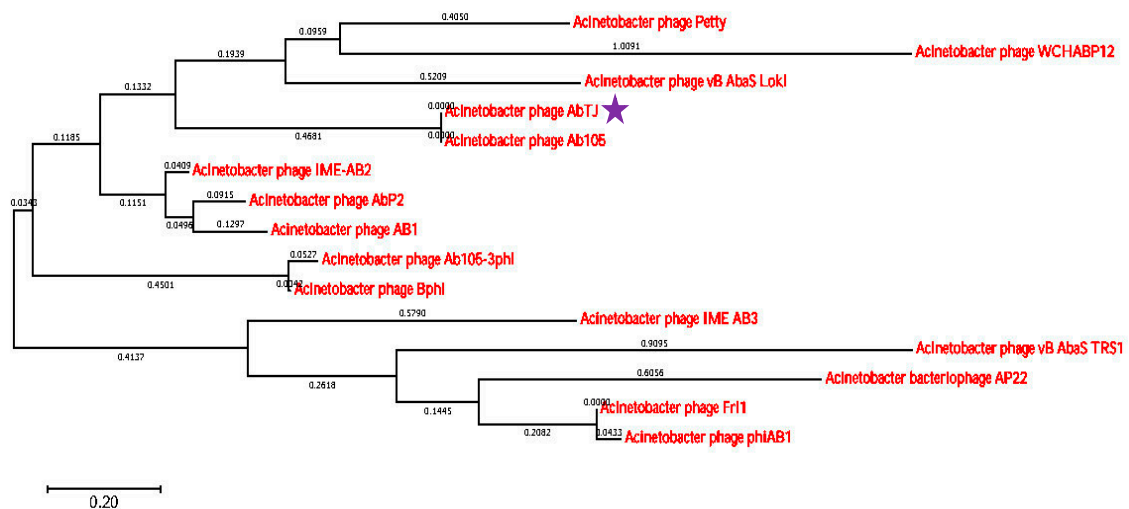 0.4050
Acinetobacter phage Petty
0.0959
1.0091
Acinetobacter phage WCHABP12
0.1939
0.5209
Acinetobacter phage vB AbaS Loki
0.1332
0.0000
Acinetobacter phage AbTJ
0.4681
0.0000
Acinetobacter phage Ab105
0.1185
0.0409
Acinetobacter phage IME-AB2
0.1151
0.0915
Acinetobacter phage AbP2
0.0496
0.1297
Acinetobacter phage AB1
0.0343
0.0527
Acinetobacter phage Ab105-3phi
0.4501
0.0042
Acinetobacter phage Bphi
0.5790
Acinetobacter phage IME AB3
0.4137
0.9095
Acinetobacter phage vB AbaS TRS1
0.2618
0.6056
Acinetobacter bacteriophage AP22
0.1445
0.0000
Acinetobacter phage Fri1
0.2082
0.0433
Acinetobacter phage phiAB1
0.20